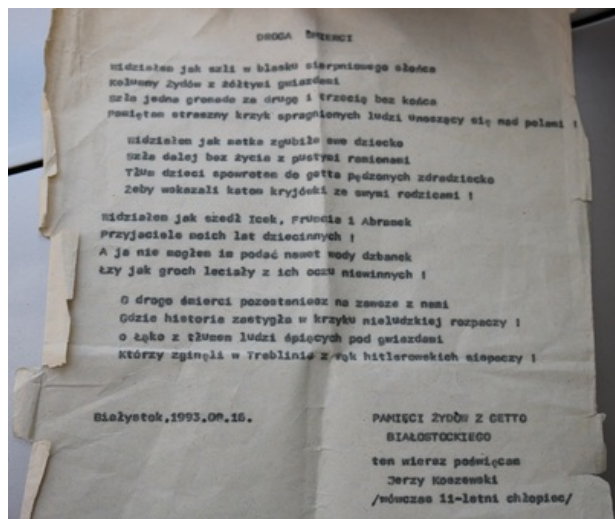 DROGA ŚMIERCI
Widziałem jak szli w blasku sierpniowego słońca
Kolumny Żydów z żółtymi gwiazdami
Szła jedna gromada za drugą i trzecią bez końca
Pamiętam straszny krzyk spragnionych ludzi unoszący się nad polami !
Widziałem jak matka zgubiła swe dziecko
Szła dalej bez życia z pustymi ramionami
Tłum dzieci spowrotem do getta pędzonych zdradziecko
Żeby wskazali katom kryjówki ze swymi rodzicami !
Widziałem jak szedł Icek, Frumcia i Abramek
Przyjaciele moich lat dziecinnych !
A ja nie mogłem im podać nawet wody dzbanek
Łzy jak groch leciały z ich oczu niewinnych !
O drogo śmierci pozostaniesz na zawsze z nami
Gdzie historia zastygła w krzyku nieludzkiej rozpaczy !
O Łąko z tłumem ludzi śpiących pod gwiazdami
Którzy zginęli w Treblinie z rąk hitlerowskich siepaczy !
Białystok,1993.08.16.
PAMIĘCI ŻYDÓW Z GETTO
BIAŁOSTOCKIEGO
ten wiersz poświęcam
Jerzy Koszewski
/wówczas 11-letni chłopiec/